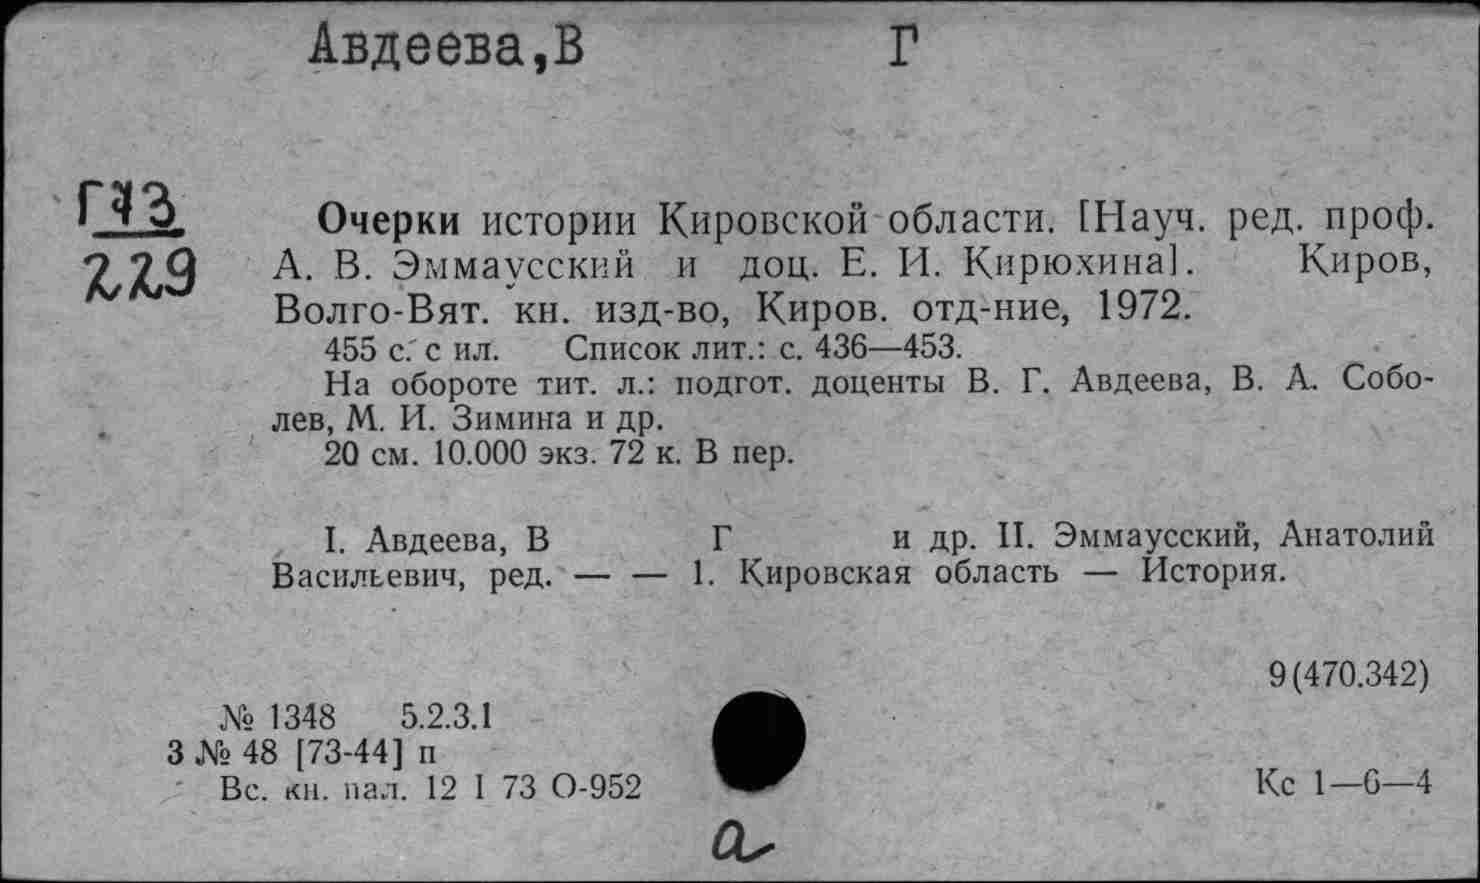 Авдеева,В Г
Г73
229
Очерки истории Кировской области. [Науч. ред. проф.
А. В. Эммаусский и доц. Е. И. Кирюхина]. Киров,
Волго-Вят. кн. изд-во, Киров. отд-ние, 1972.
455 с. с ил. Список лит.: с. 436—453.
На обороте тит. л.: подгот. доценты В. Г. Авдеева, В. А. Собо-
лев, М. И. Зимина и др.
20 см. 10.000 экз. 72 к. В пер.
I. Авдеева, В Г и др. II. Эммаусский, Анатолий
Васильевич, ред. — — 1. Кировская область — История.
9(470.342)
№ 1348 5.2.3.1
3 № 48 [73-44] п
Вс. кн. пал. 12 I 73 О-952
Кс 1—6—4
а